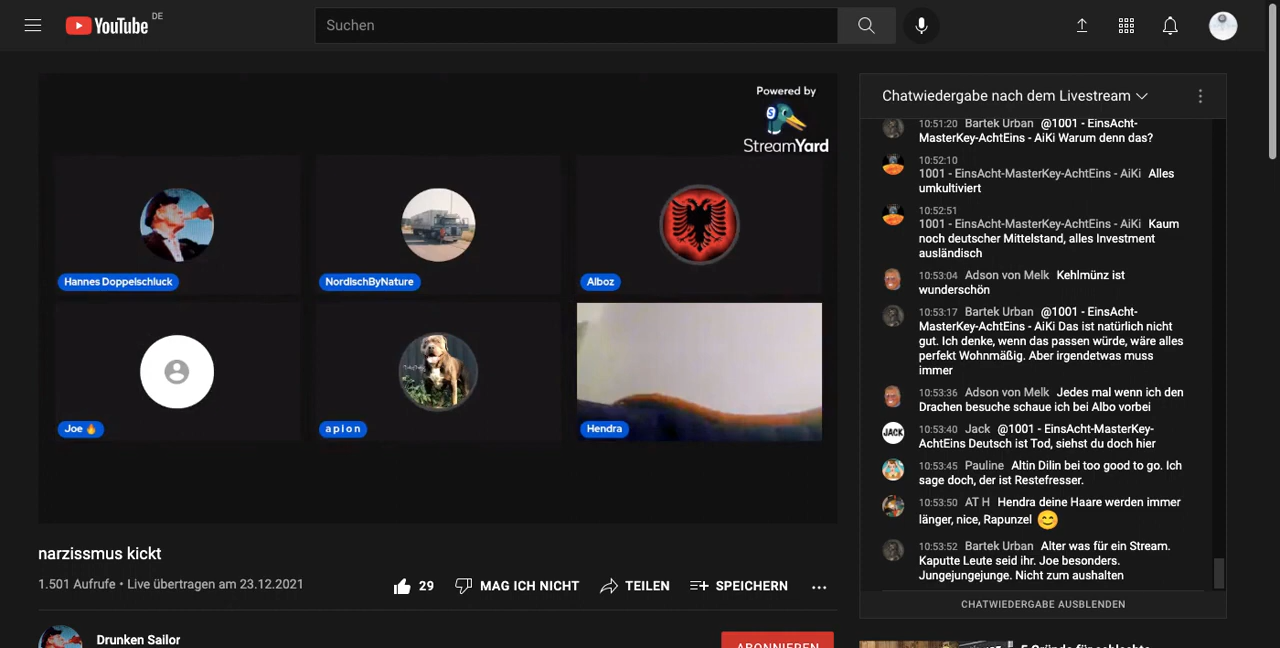 YouTube DE
Suchen
Powered by
StreamYard
Hannes Doppelschluck
NordischByNature
Alboz
Joe 🔥
a p l o n
Hendra
narzissmus kickt
1.501 Aufrufe • Live übertragen am 23.12.2021
29
MAG ICH NICHT
TEILEN
SPEICHERN
Drunken Sailor
ABONNIEREN
Chatwiedergabe nach dem Livestream
10:51:20 Bartek Urban @1001 - EinsAcht-
MasterKey-AchtEins - AiKi Warum denn das?
10:52:10
1001 - EinsAcht-MasterKey-AchtEins - AiKi Alles
umkultiviert
10:52:51
1001 - EinsAcht-MasterKey-AchtEins - AiKi Kaum
noch deutscher Mittelstand, alles Investment
ausländisch
10:53:04 Adson von Melk Kehlmünz ist
wunderschön
10:53:17 Bartek Urban @1001 - EinsAcht-
MasterKey-AchtEins - AiKi Das ist natürlich nicht
gut. Ich denke, wenn das passen würde, wäre alles
perfekt Wohnmäßig. Aber irgendetwas muss
immer
10:53:36 Adson von Melk Jedes mal wenn ich den
Drachen besuche schaue ich bei Albo vorbei
10:53:40 Jack @1001 - EinsAcht-MasterKey-
AchtEins Deutsch ist Tod, siehst du doch hier
10:53:45 Pauline Altin Dilin bei too good to go. Ich
sage doch, der ist Restefresser.
10:53:50 AT H Hendra deine Haare werden immer
länger, nice, Rapunzel 😊
10:53:52 Bartek Urban Alter was für ein Stream.
Kaputte Leute seid ihr. Joe besonders.
Jungejungejunge. Nicht zum aushalten
JACK
CHATWIEDERGABE AUSBLENDEN
5 Gründe für schlechte